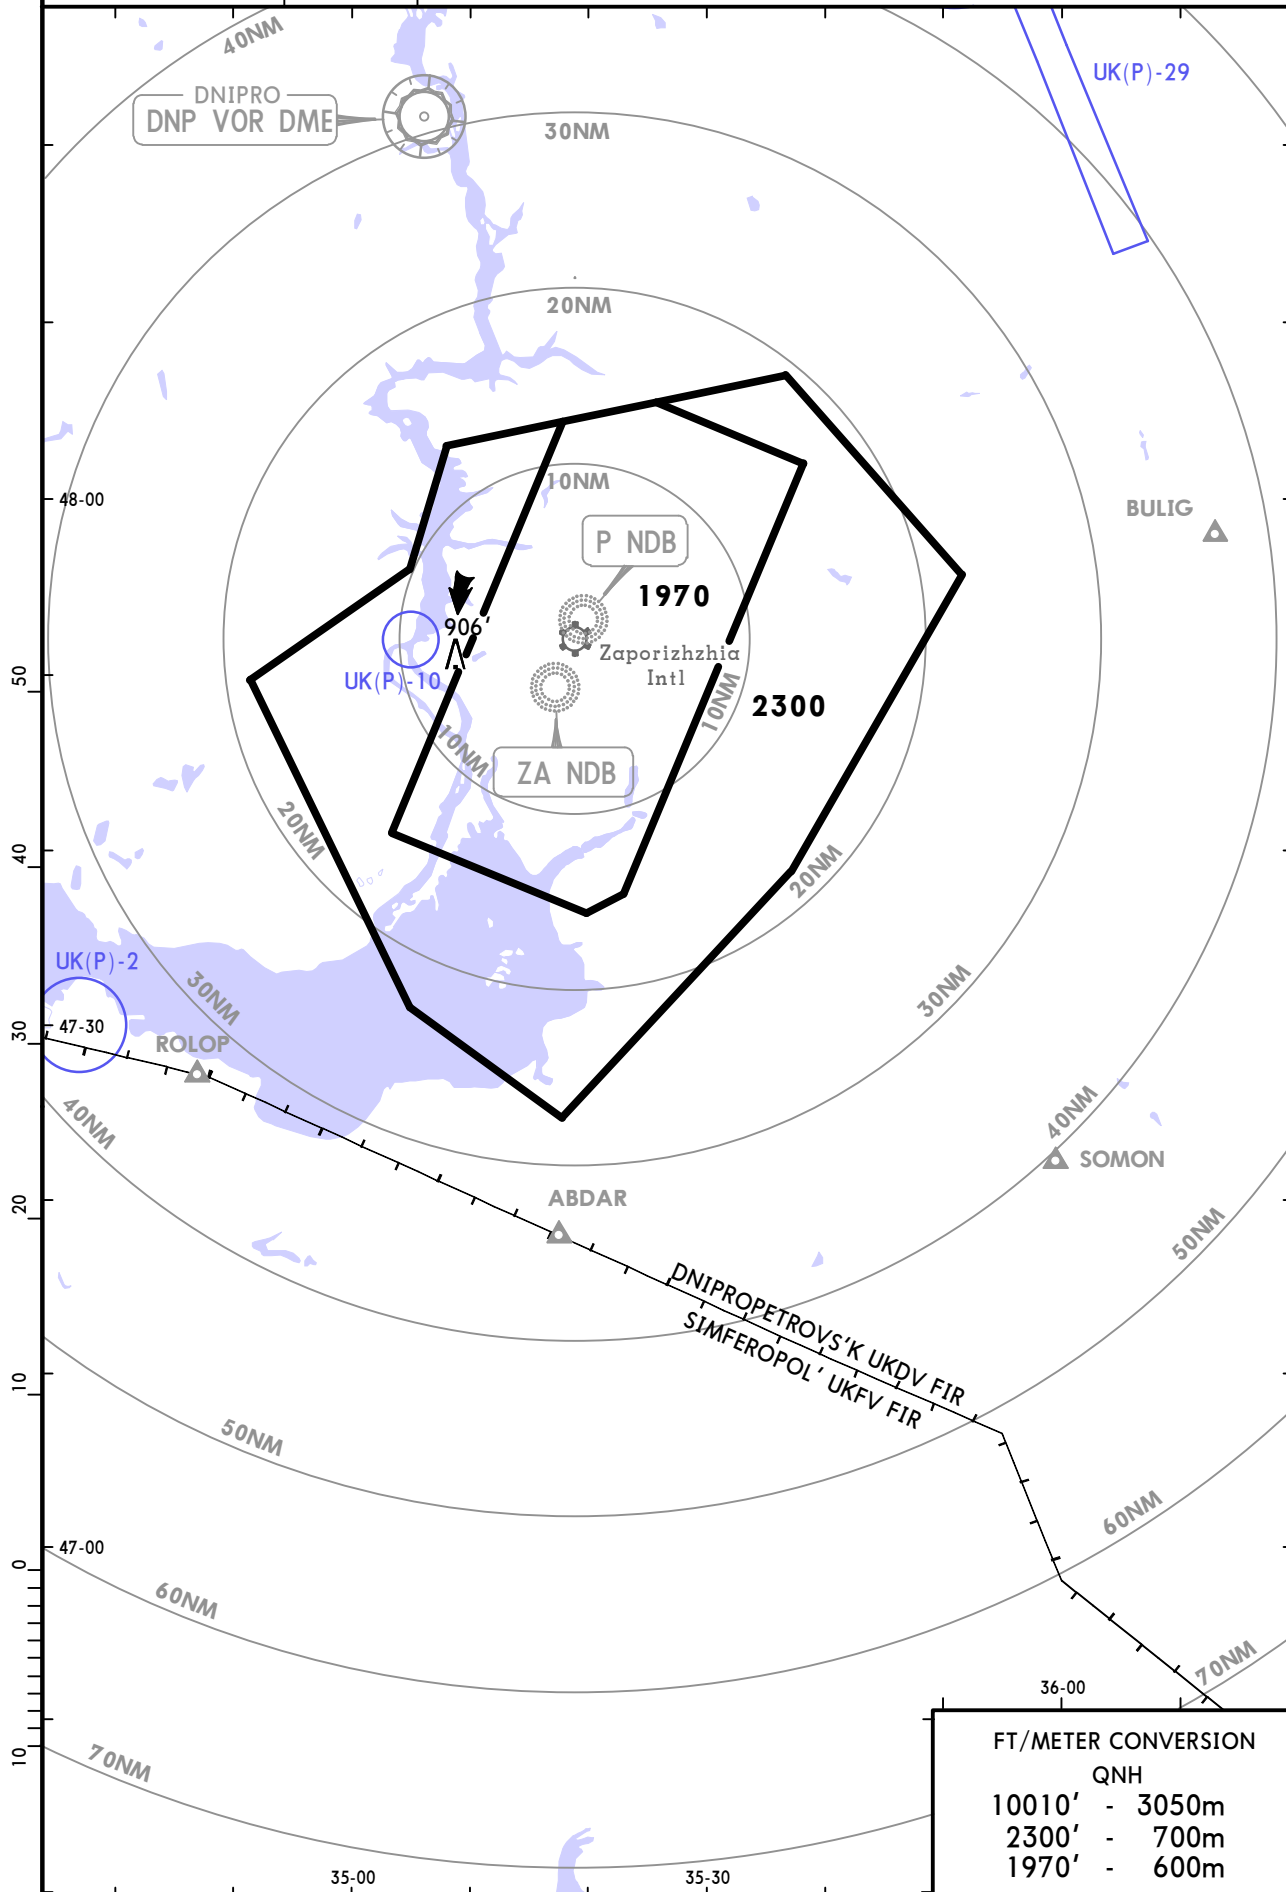 40NM
UK(P)-29
DNIPRO
DNP VOR DME
30NM
20NM
10NM
48-00
BULIG
P NDB
1970
906'
Zaporizhzhia
Intl
UK(P)-10
50
10NM
2300
10NM
ZA NDB
20NM
40
20NM
UK(P)-2
30NM
30NM
47-30
30
ROLOP
40NM
40NM
SOMON
ABDAR
20
50NM
DNIPROPETROVS'K UKDV FIR
SIMFEROPOL' UKFV FIR
10
50NM
60NM
47-00
0
60NM
70NM
36-00
10
70NM
FT/METER CONVERSION
QNH
10010' - 3050m
2300' - 700m
1970' - 600m
35-00
35-30